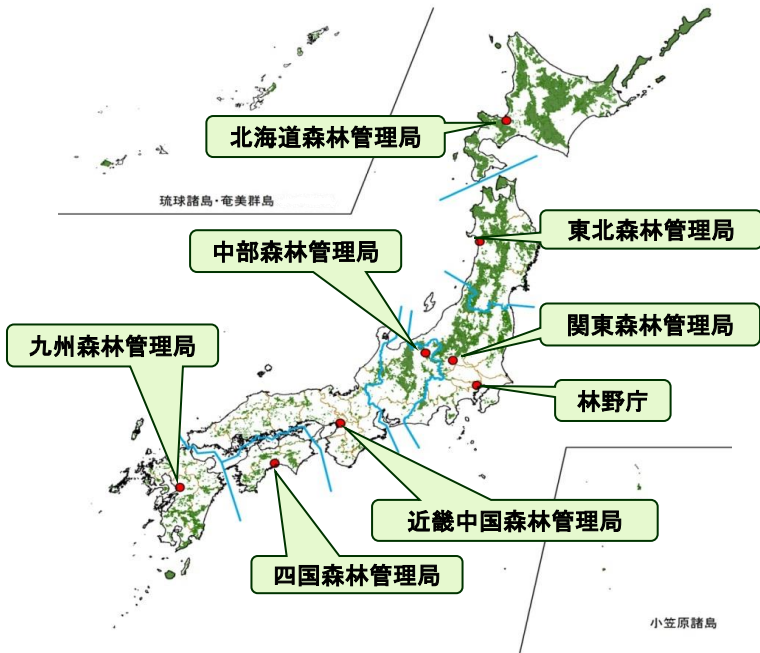 北海道森林管理局
琉球諸島・奄美群島
東北森林管理局
中部森林管理局
関東森林管理局
九州森林管理局
林野庁
近畿中国森林管理局
四国森林管理局
小笠原諸島